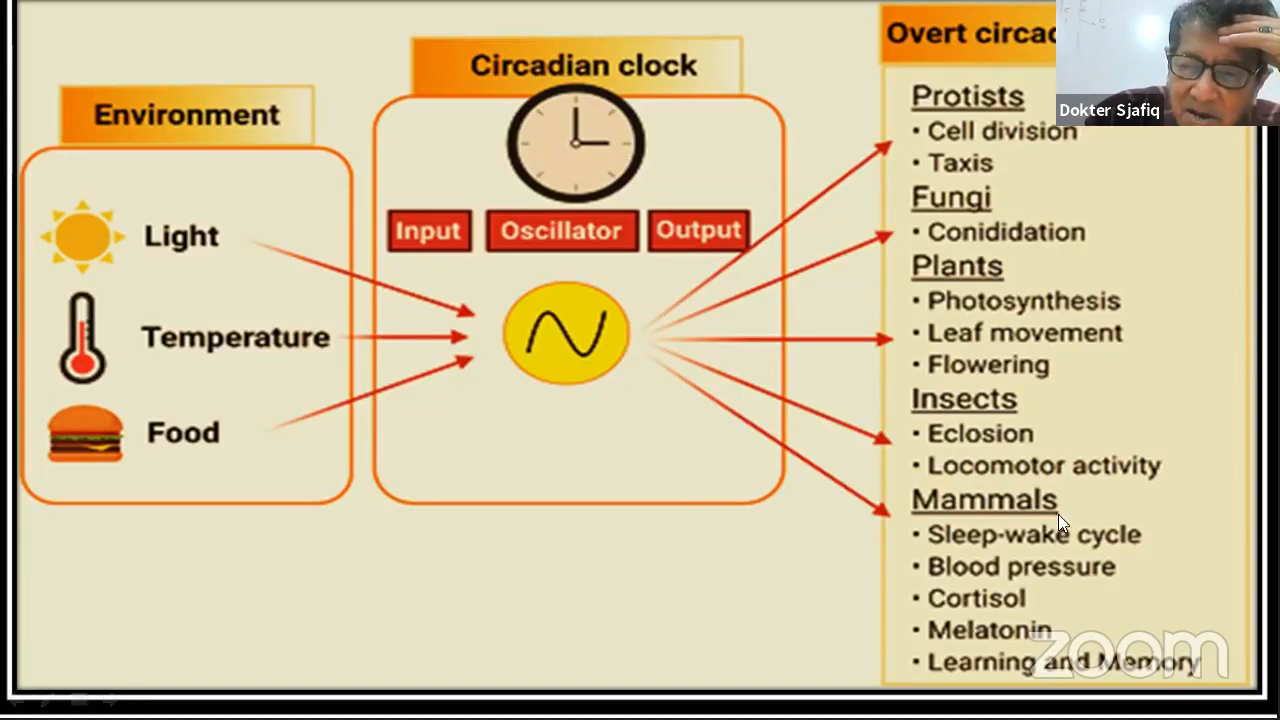 Environment
Light
Temperature
Food
Circadian clock
Input
Oscillator
Output
Overt
Protists
• Cell division
• Taxis
Fungi
• Conididation
Plants
• Photosynthesis
• Leaf movement
• Flowering
Insects
• Eclosion
• Locomotor activity
Mammals
• Sleep-wake cycle
• Blood pressure
• Cortisol
• Melatonin
• Learning and Memory
Dokter Sjafiq
zoom